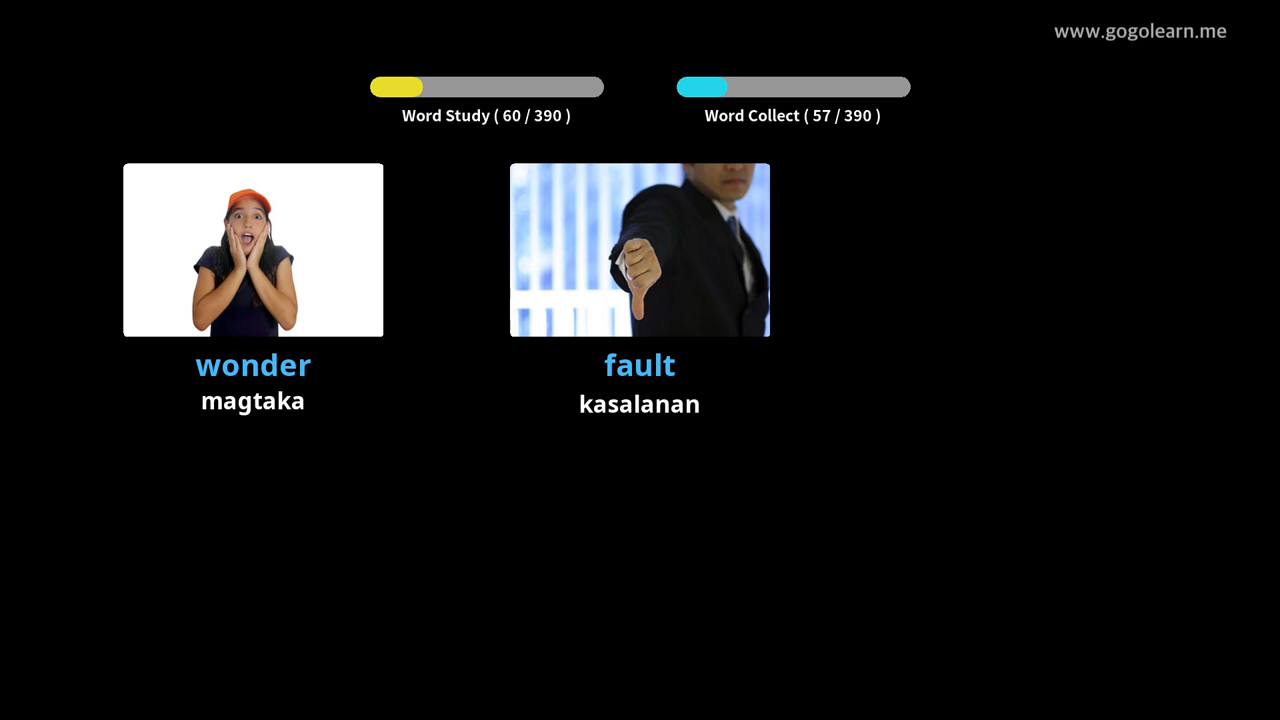 www.gogolearn.me
Word Study ( 60 / 390 )
Word Collect ( 57 / 390 )
wonder
magtaka
fault
kasalanan